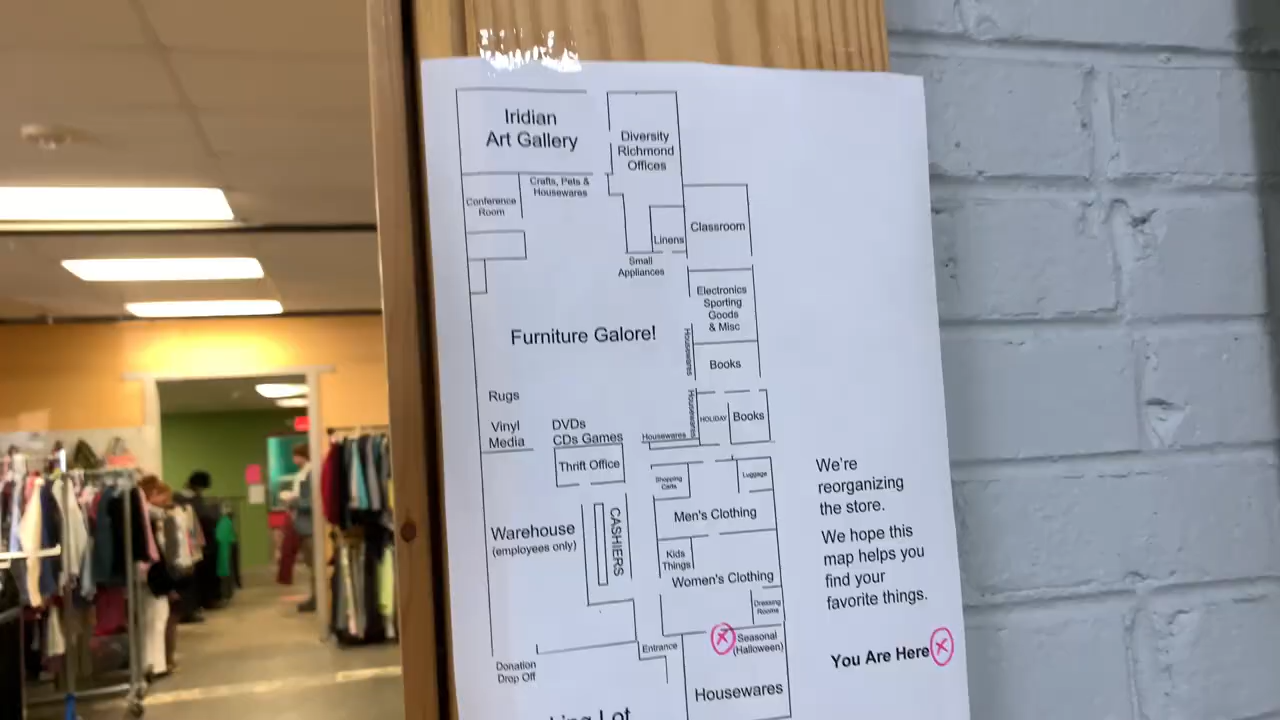 Iridian
Art Gallery
Diversity
Richmond
Offices
Crafts, Pets &
Housewares
Conference
Room
Classroom
Linens
Small
Appliances
Electronics
Sporting
Goods
& Misc
Furniture Galore!
Housewares
Books
Rugs
Housewares
HOLIDAY
Books
Vinyl
Media
DVDs
CDs Games
Housewares
Thrift Office
Shopping
Carts
Luggage
Men's Clothing
Warehouse
(employees only)
CASHIERS
Kids
Things
Women's Clothing
Dressing
Rooms
Entrance
X
Seasonal
(Halloween)
Donation
Drop Off
Housewares
Lot
We're
reorganizing
the store.
We hope this
map helps you
find your
favorite things.
You Are Here X